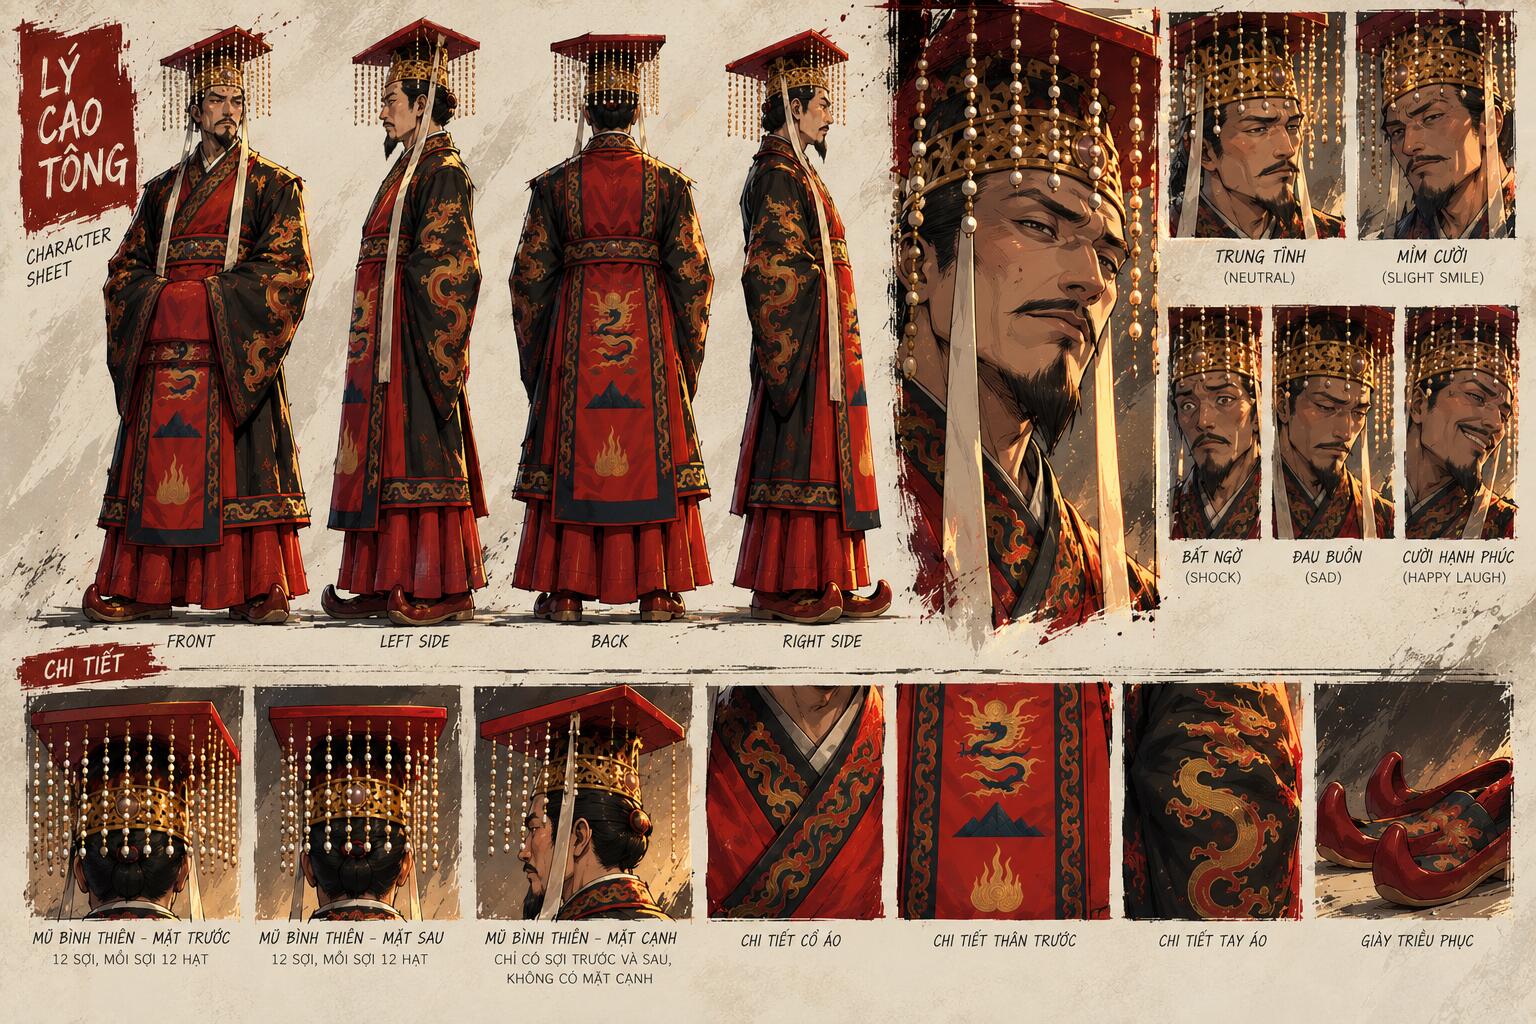 LÝ
CAO
TÔNG
CHARACTER
SHEET
FRONT
LEFT SIDE
BACK
RIGHT SIDE
TRUNG TĨNH
(NEUTRAL)
MỈM CƯỜI
(SLIGHT SMILE)
BẤT NGỜ
(SHOCK)
ĐAU BUỒN
(SAD)
CƯỜI HẠNH PHÚC
(HAPPY LAUGH)
CHI TIẾT
MŨ BÌNH THIÊN – MẶT TRƯỚC
12 SỢI, MỖI SỢI 12 HẠT
MŨ BÌNH THIÊN – MẶT SAU
12 SỢI, MỖI SỢI 12 HẠT
MŨ BÌNH THIÊN – MẶT CẠNH
CHỈ CÓ SỢI TRƯỚC VÀ SAU,
KHÔNG CÓ MẶT CẠNH
CHI TIẾT CỔ ÁO
CHI TIẾT THÂN TRƯỚC
CHI TIẾT TAY ÁO
GIÀY TRIỀU PHỤC